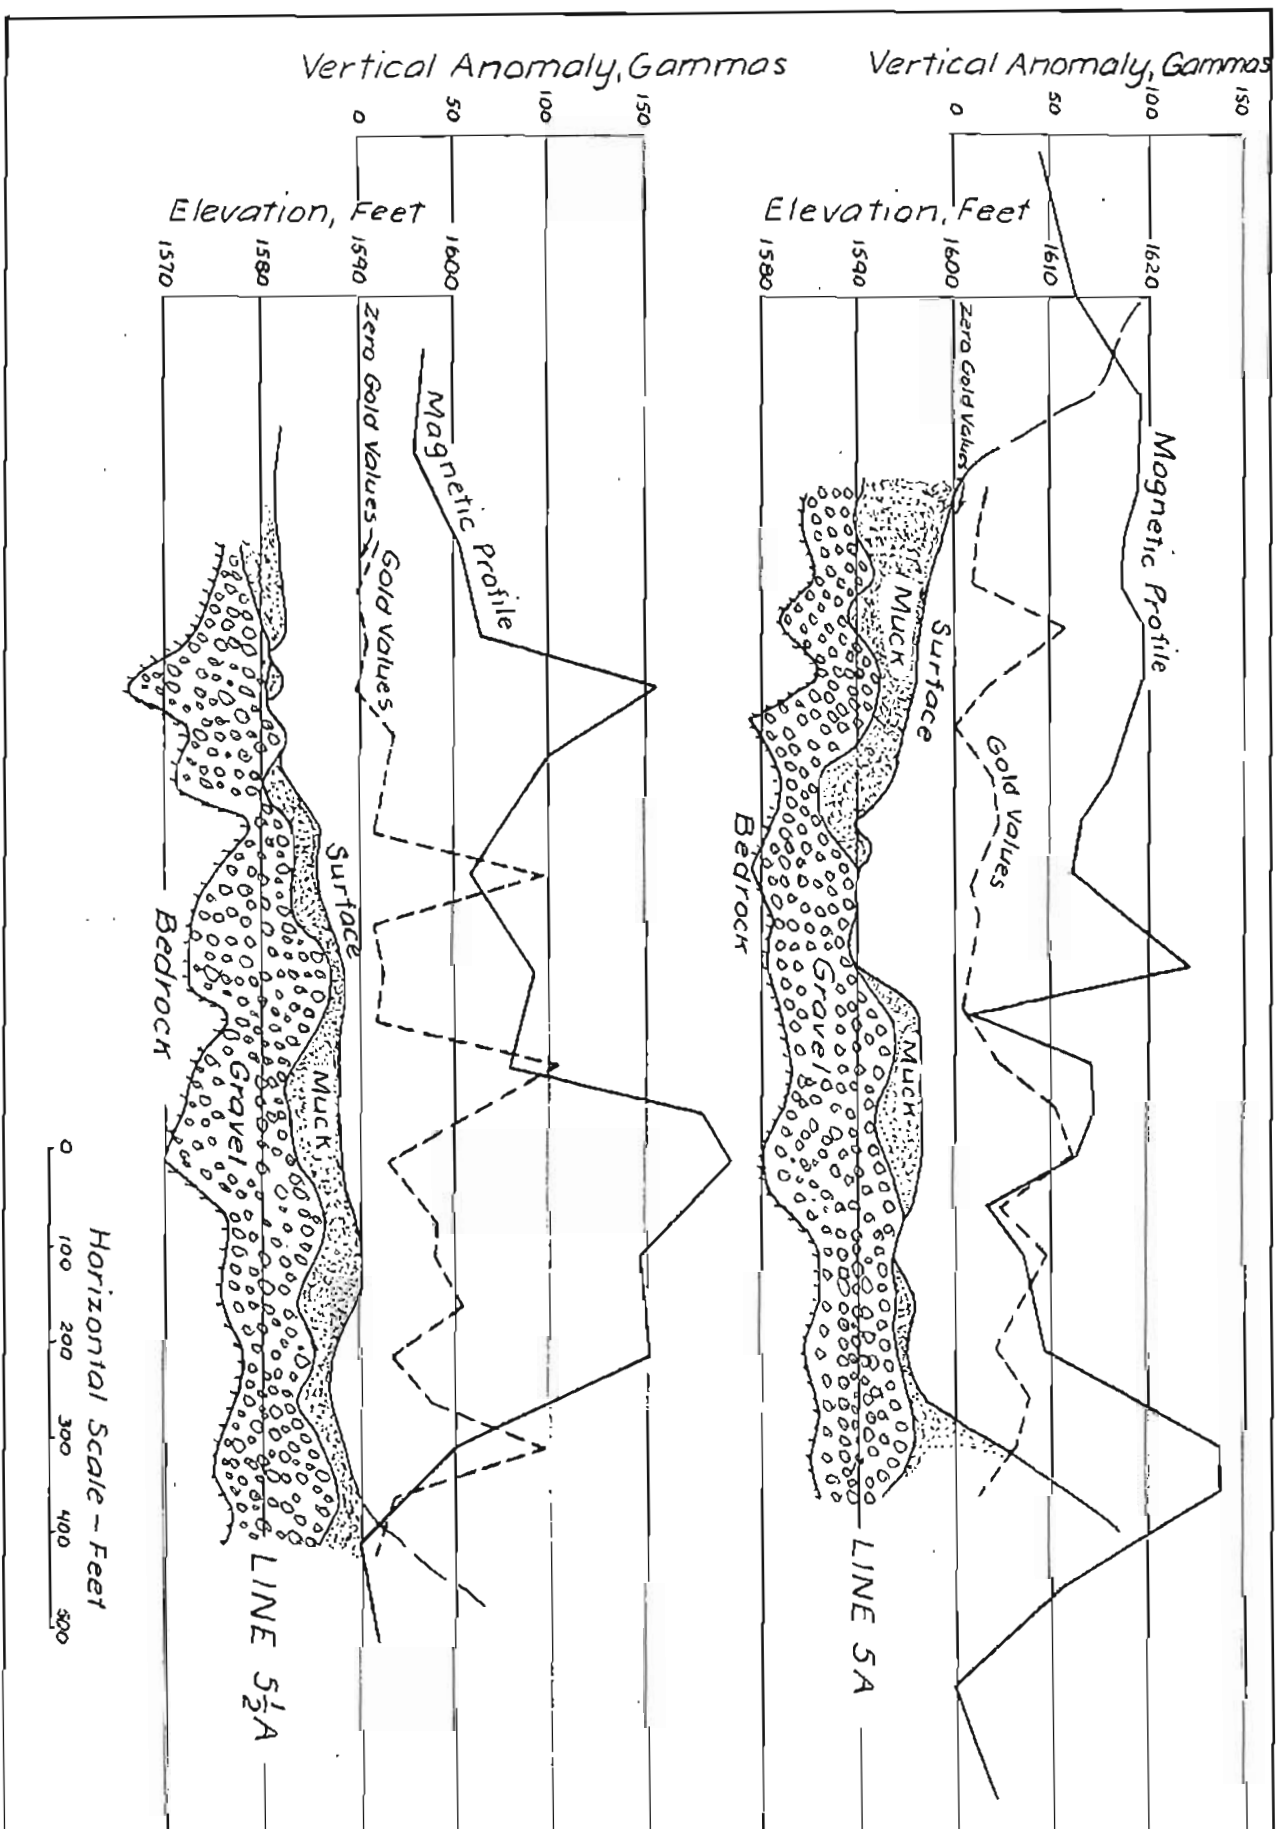 Vertical Anomaly, Gammas
0 50 100 150
Elevation, Feet
1580 1590 1600 1610 1620
Zero Gold Values
Magnetic Profile
Gold Values
Surface
Muck
Muck
Gravel
Bedrock
LINE 5A
Vertical Anomaly, Gammas
0 50 100 150
Elevation, Feet
1570 1580 1590 1600
Zero Gold Values
Magnetic Profile
Gold Values
Surface
Muck
Gravel
Bedrock
LINE 5½A
0 100 200 300 400 500
Horizontal Scale – Feet